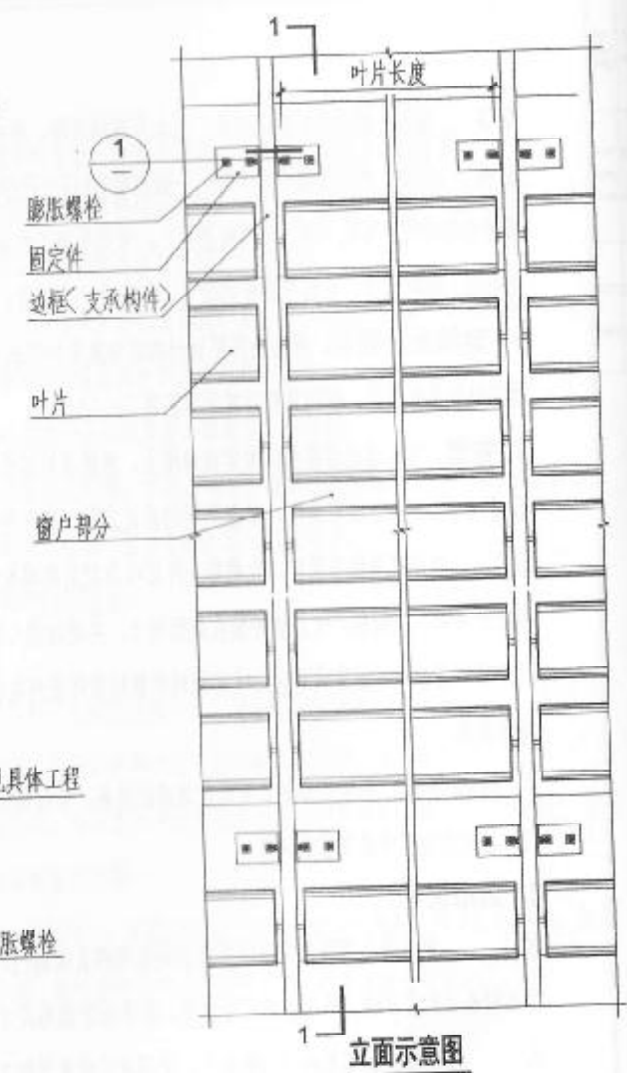 1
叶片长度
1
膨胀螺栓
固定件
边框(支承构件)
叶片
窗户部分
具体工程
胀螺栓
1
立面示意图